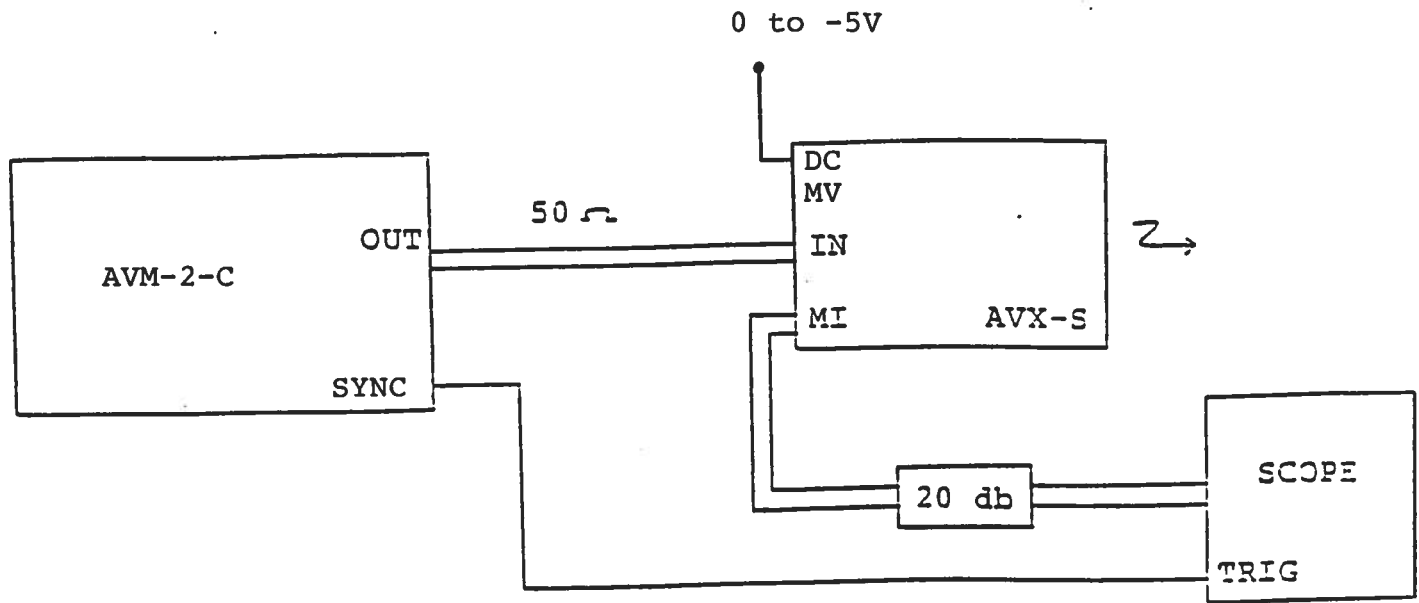 0 to -5V
DC
MV
50 Ω
OUT
IN
AVM-2-C
MI
AVX-S
SYNC
20 db
SCOPE
TRIG